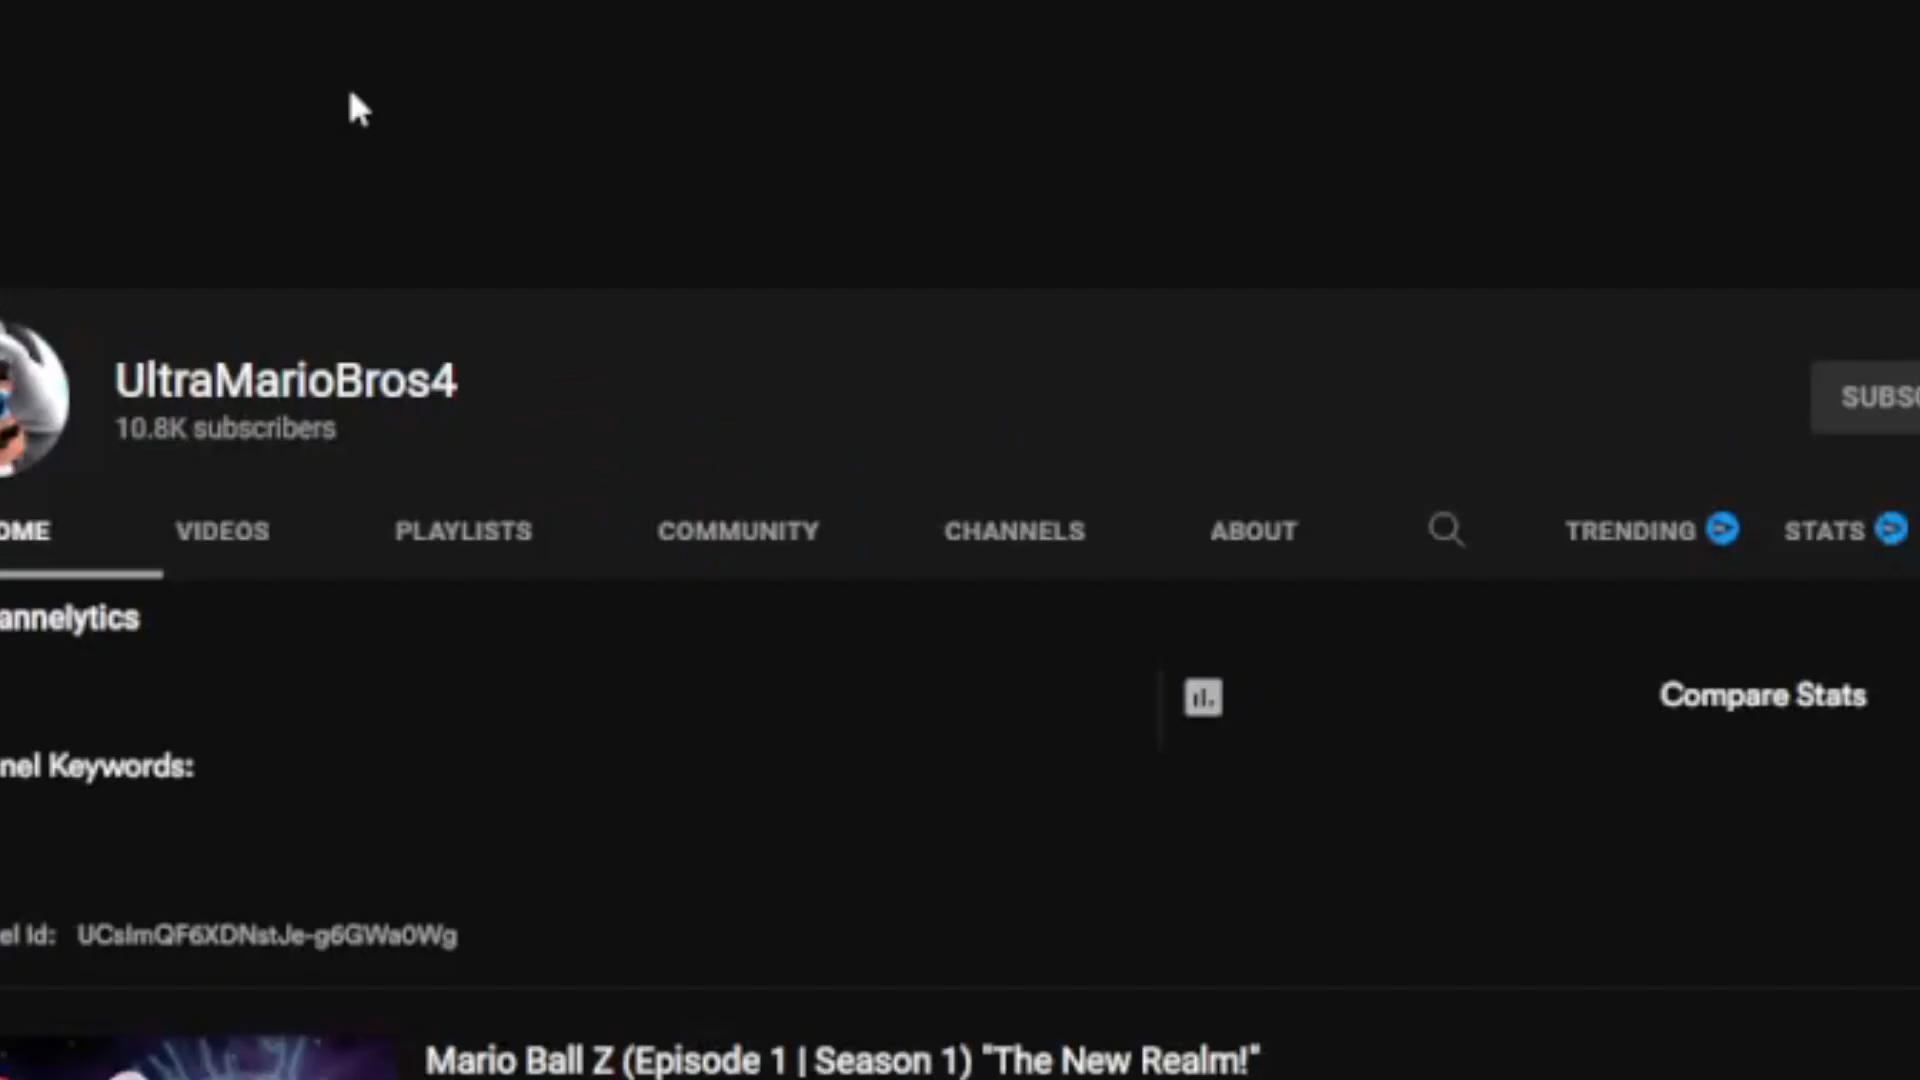 UltraMarioBros4
10.8K subscribers
SUBSC
OME VIDEOS PLAYLISTS COMMUNITY CHANNELS ABOUT TRENDING STATS
annelytics
Compare Stats
nel Keywords:
el Id: UCsImQF6XDNstJe-g6GWa0Wg
Mario Ball Z (Episode 1 | Season 1) "The New Realm!"